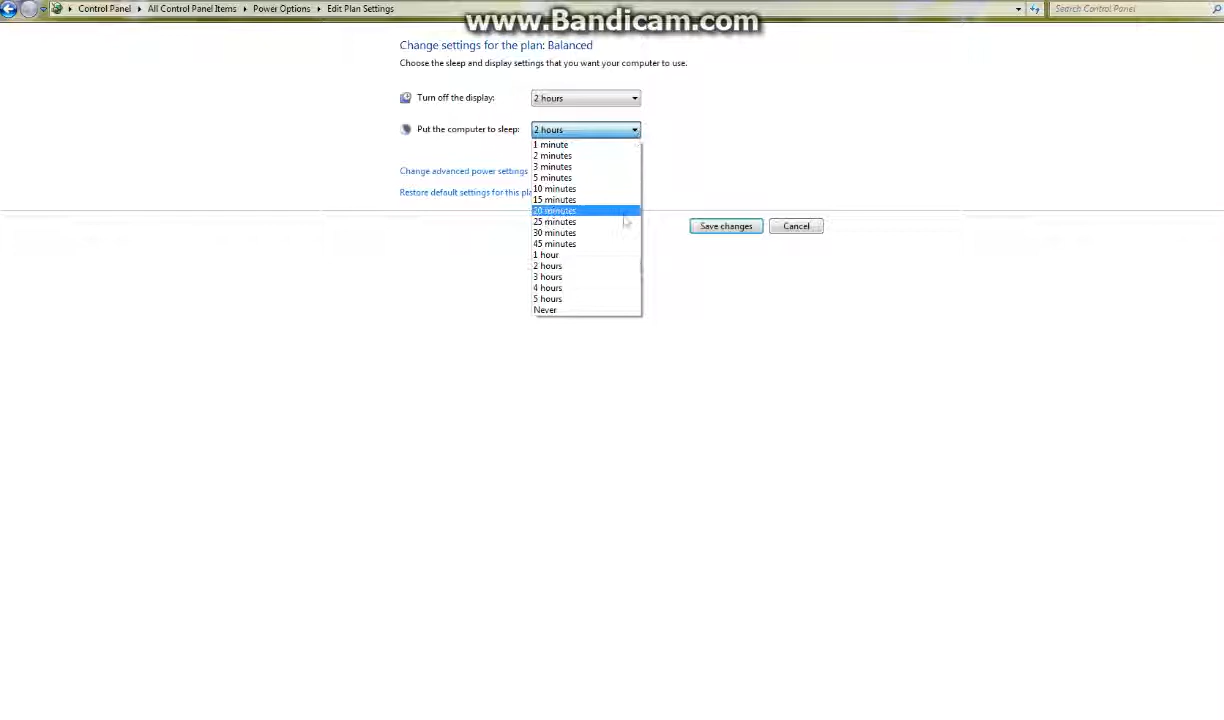 Control Panel ▸ All Control Panel Items ▸ Power Options ▸ Edit Plan Settings
Search Control Panel
www.Bandicam.com
Change settings for the plan: Balanced
Choose the sleep and display settings that you want your computer to use.
Turn off the display: 2 hours
Put the computer to sleep: 2 hours
1 minute
2 minutes
3 minutes
5 minutes
10 minutes
15 minutes
20 minutes
25 minutes
30 minutes
45 minutes
1 hour
2 hours
3 hours
4 hours
5 hours
Never
Change advanced power settings
Restore default settings for this pl
Save changes Cancel